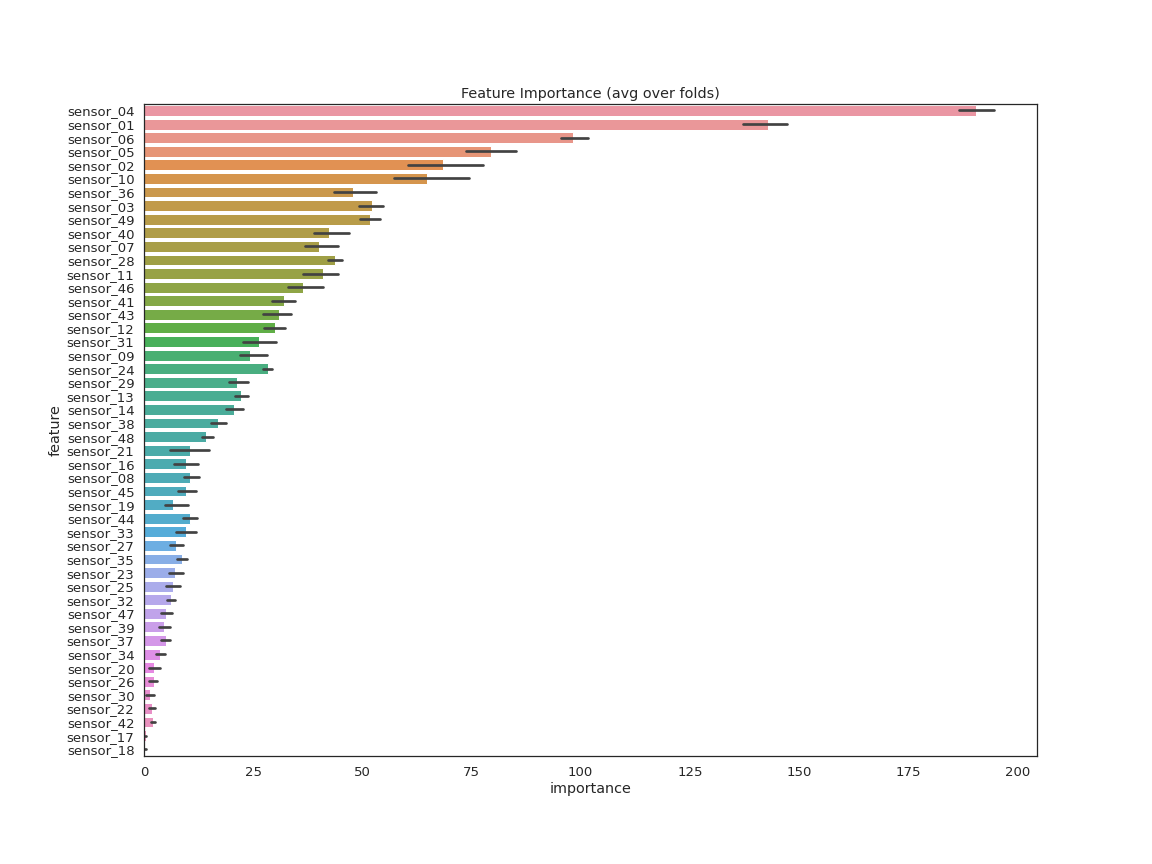 Feature Importance (avg over folds)
sensor_04
sensor_01
sensor_06
sensor_05
sensor_02
sensor_10
sensor_36
sensor_03
sensor_49
sensor_40
sensor_07
sensor_28
sensor_11
sensor_46
sensor_41
sensor_43
sensor_12
sensor_31
sensor_09
sensor_24
sensor_29
sensor_13
sensor_14
sensor_38
sensor_48
sensor_21
sensor_16
sensor_08
sensor_45
sensor_19
sensor_44
sensor_33
sensor_27
sensor_35
sensor_23
sensor_25
sensor_32
sensor_47
sensor_39
sensor_37
sensor_34
sensor_20
sensor_26
sensor_30
sensor_22
sensor_42
sensor_17
sensor_18
feature
0 25 50 75 100 125 150 175 200
importance